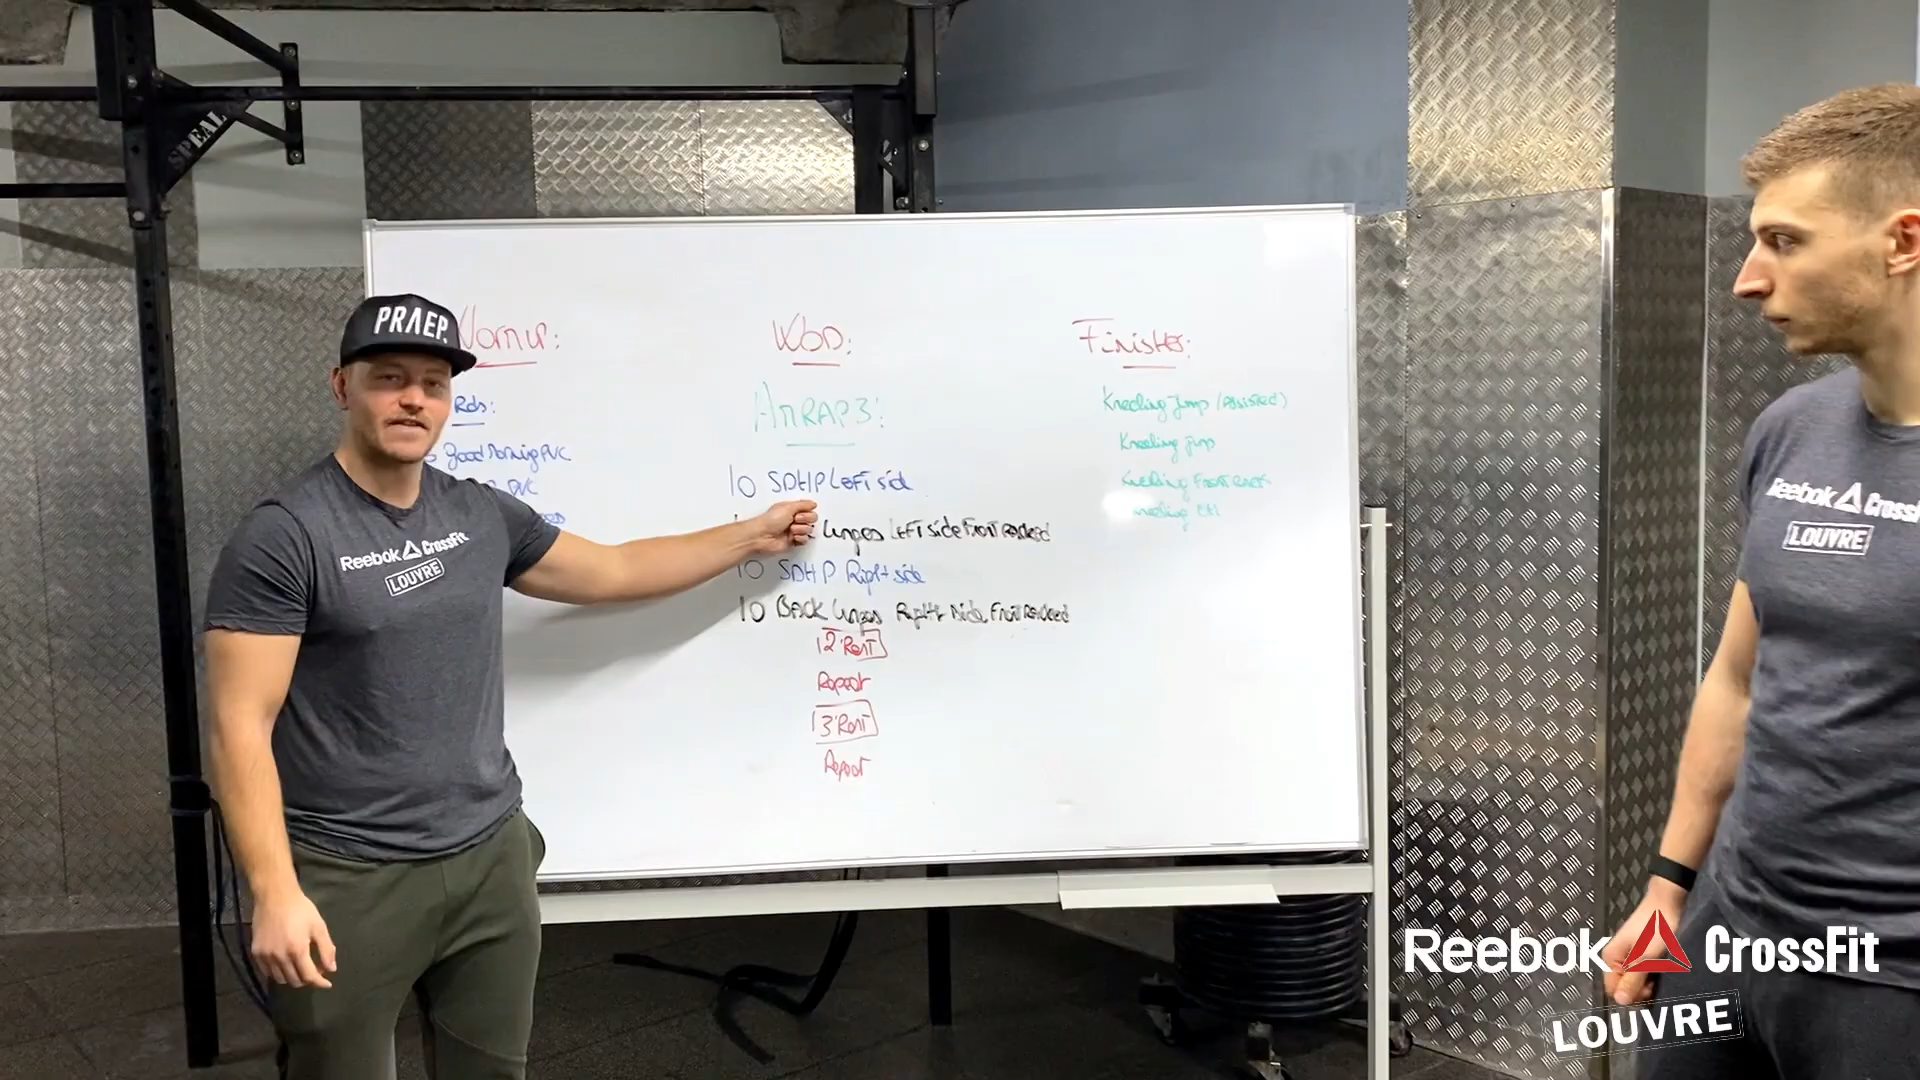 SPEAL
PRAEP.
Reebok CrossFit
LOUVRE
Rds:
Good Morning PVC
PVC
WOD:
AMRAP 3':
10 SDHP Left side
Lunges Left side Front Racked
10 SDHP Right side
10 Back Lunges Right side Front Racked
2' Rest
Repeat
3' Rest
Repeat
Finisher:
Kneeling Jump (Assisted)
Kneeling Jump
Kneeling Front Rack
Reebok CrossFit
LOUVRE
Reebok CrossFit
LOUVRE